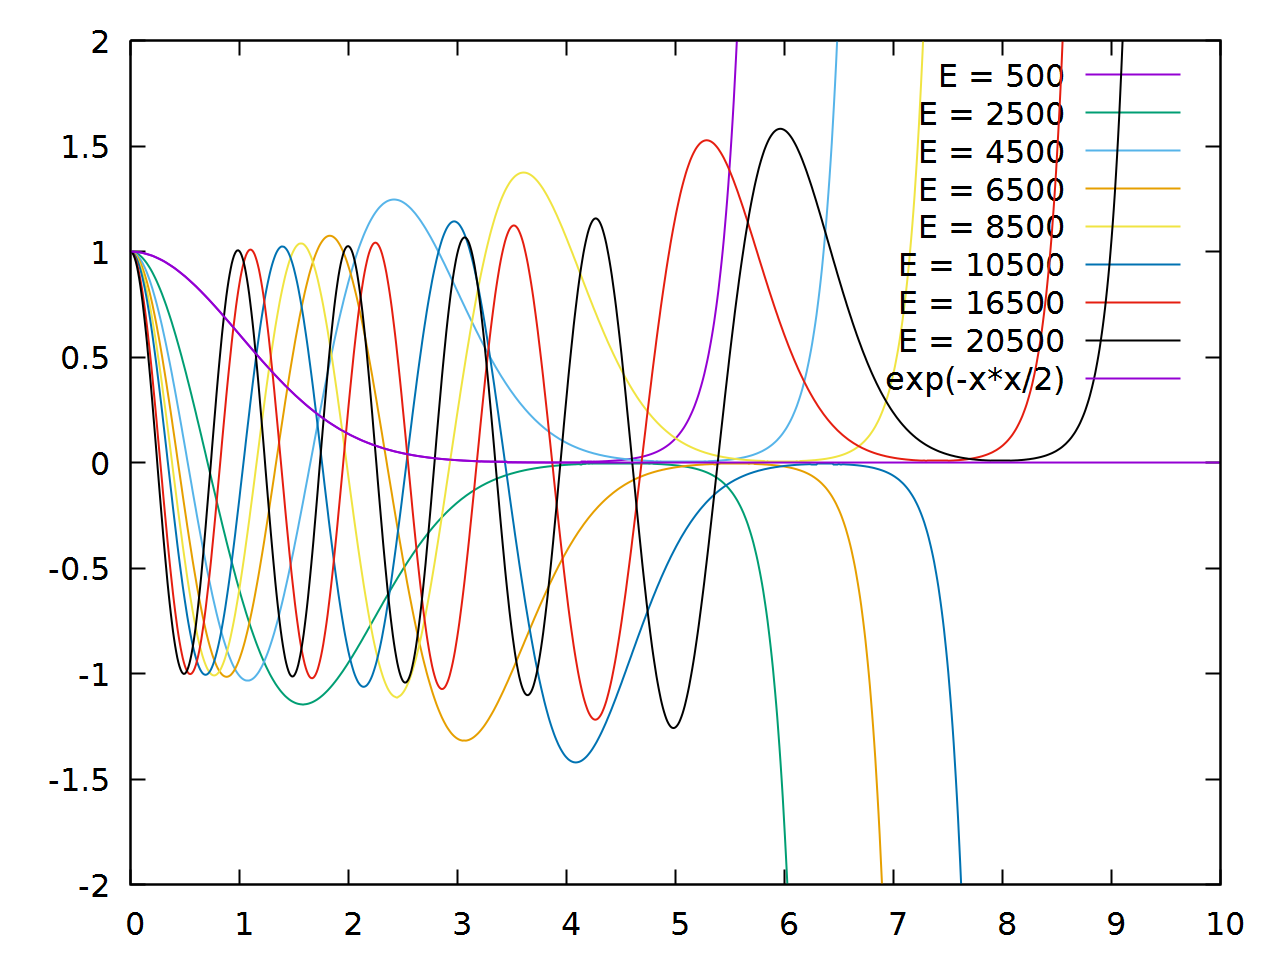 2
1.5
1
0.5
0
-0.5
-1
-1.5
-2
E = 500
E = 2500
E = 4500
E = 6500
E = 8500
E = 10500
E = 16500
E = 20500
exp(-x*x/2)
0 1 2 3 4 5 6 7 8 9 10